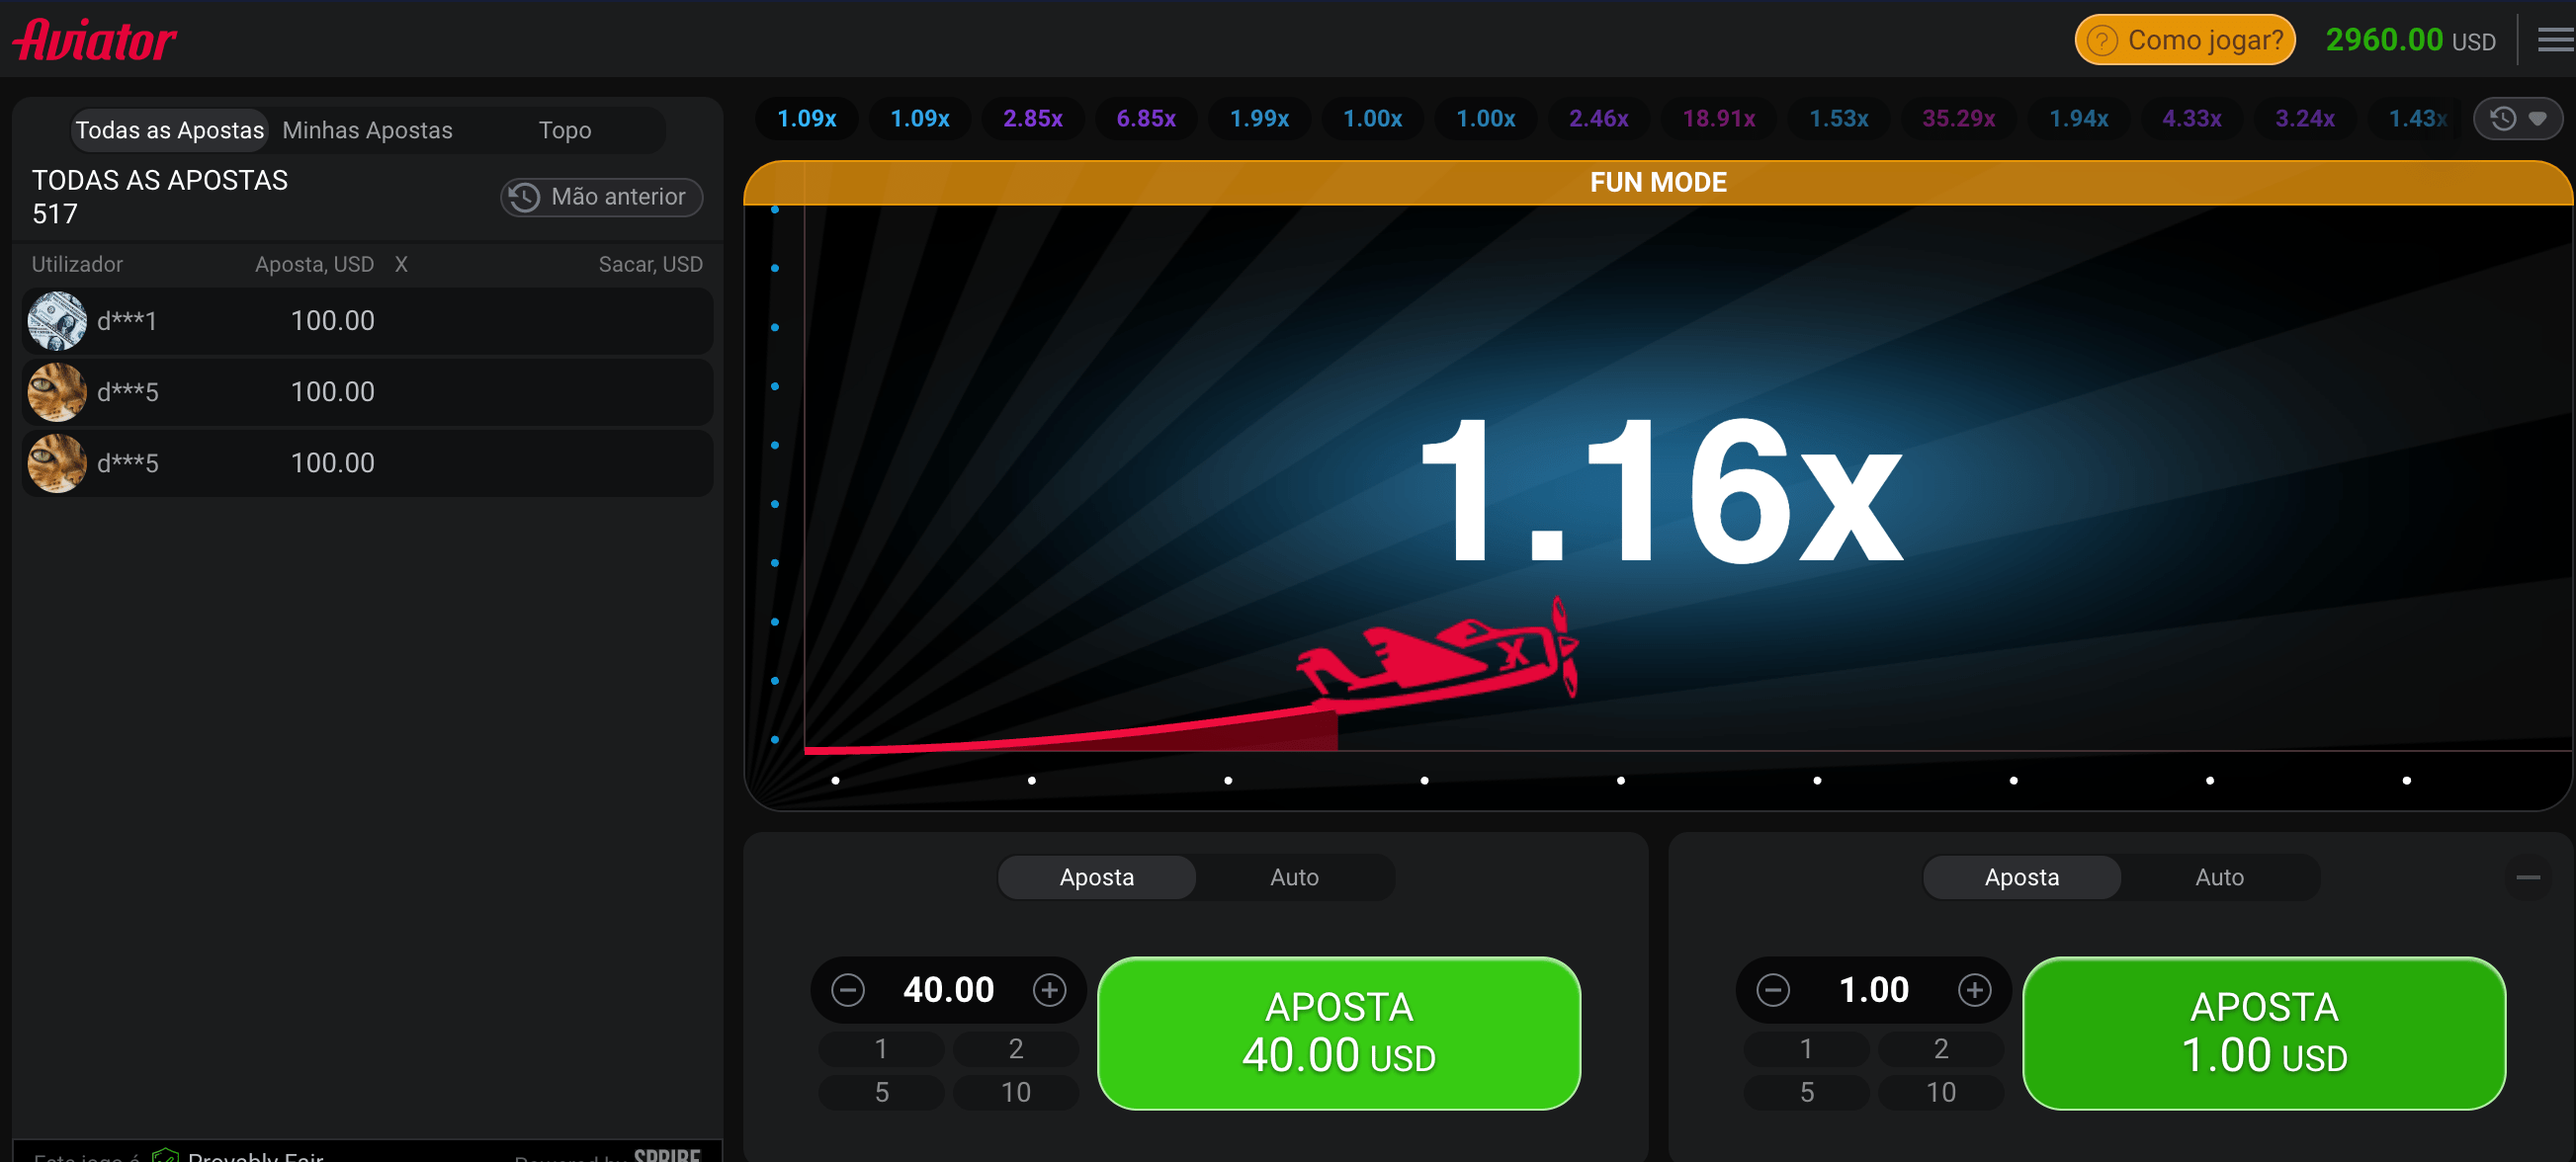 Aviator
Como jogar?
2960.00 USD
Todas as Apostas Minhas Apostas Topo
TODAS AS APOSTAS
517
Mão anterior
Utilizador Aposta, USD X Sacar, USD
d***1 100.00
d***5 100.00
d***5 100.00
1.09x 1.09x 2.85x 6.85x 1.99x 1.00x 1.00x 2.46x 18.91x 1.53x 35.29x 1.94x 4.33x 3.24x 1.43x
FUN MODE
1.16x
X
Aposta Auto
40.00
1 2
5 10
APOSTA
40.00 USD
Aposta Auto
1.00
1 2
5 10
APOSTA
1.00 USD
Este jogo é Provably Fair
Powered by SPRIBE